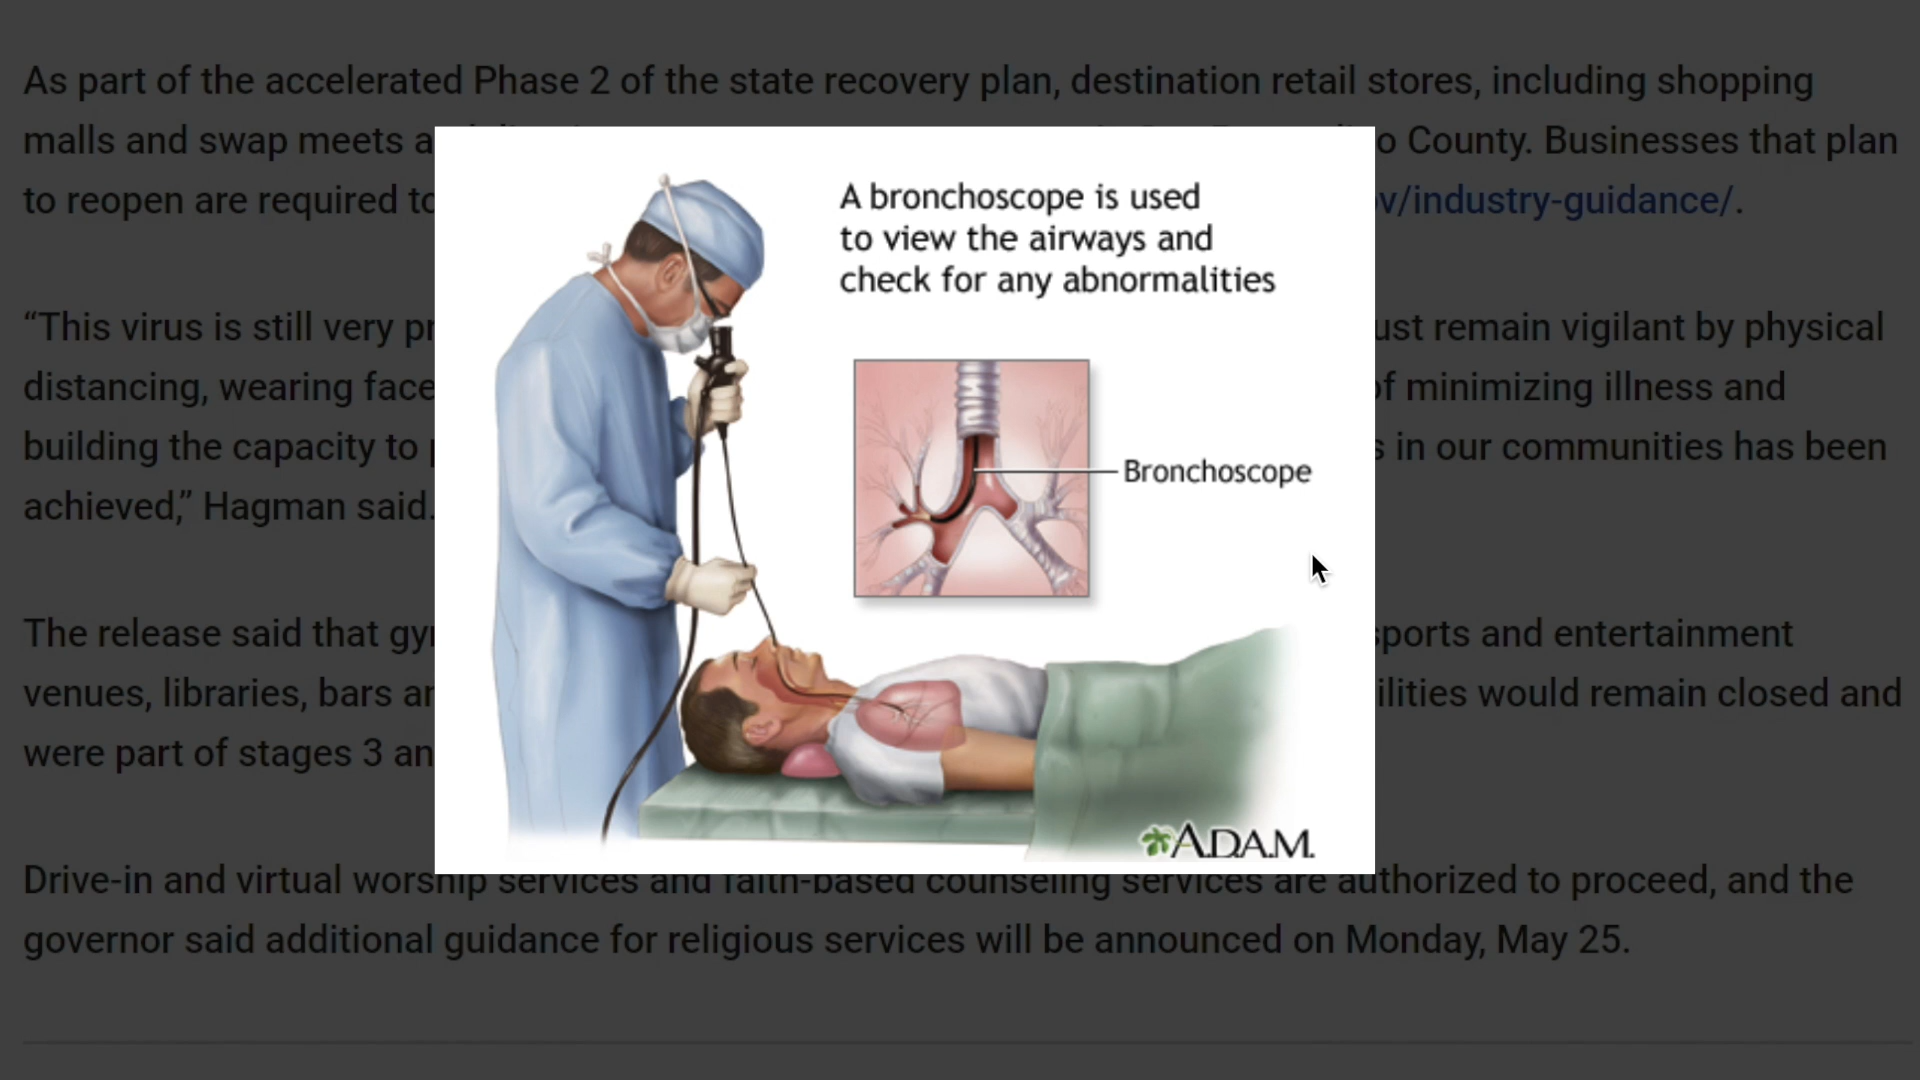 As part of the accelerated Phase 2 of the state recovery plan, destination retail stores, including shopping
malls and swap meets a
o County. Businesses that plan
to reopen are required to
ov/industry-guidance/.
“This virus is still very pr
ust remain vigilant by physical
distancing, wearing face
of minimizing illness and
building the capacity to p
s in our communities has been
achieved,” Hagman said.
The release said that gyr
sports and entertainment
venues, libraries, bars ar
ilities would remain closed and
were part of stages 3 an
Drive-in and virtual worship services and faith-based counseling services are authorized to proceed, and the
governor said additional guidance for religious services will be announced on Monday, May 25.
A bronchoscope is used
to view the airways and
check for any abnormalities
Bronchoscope
A.D.A.M.